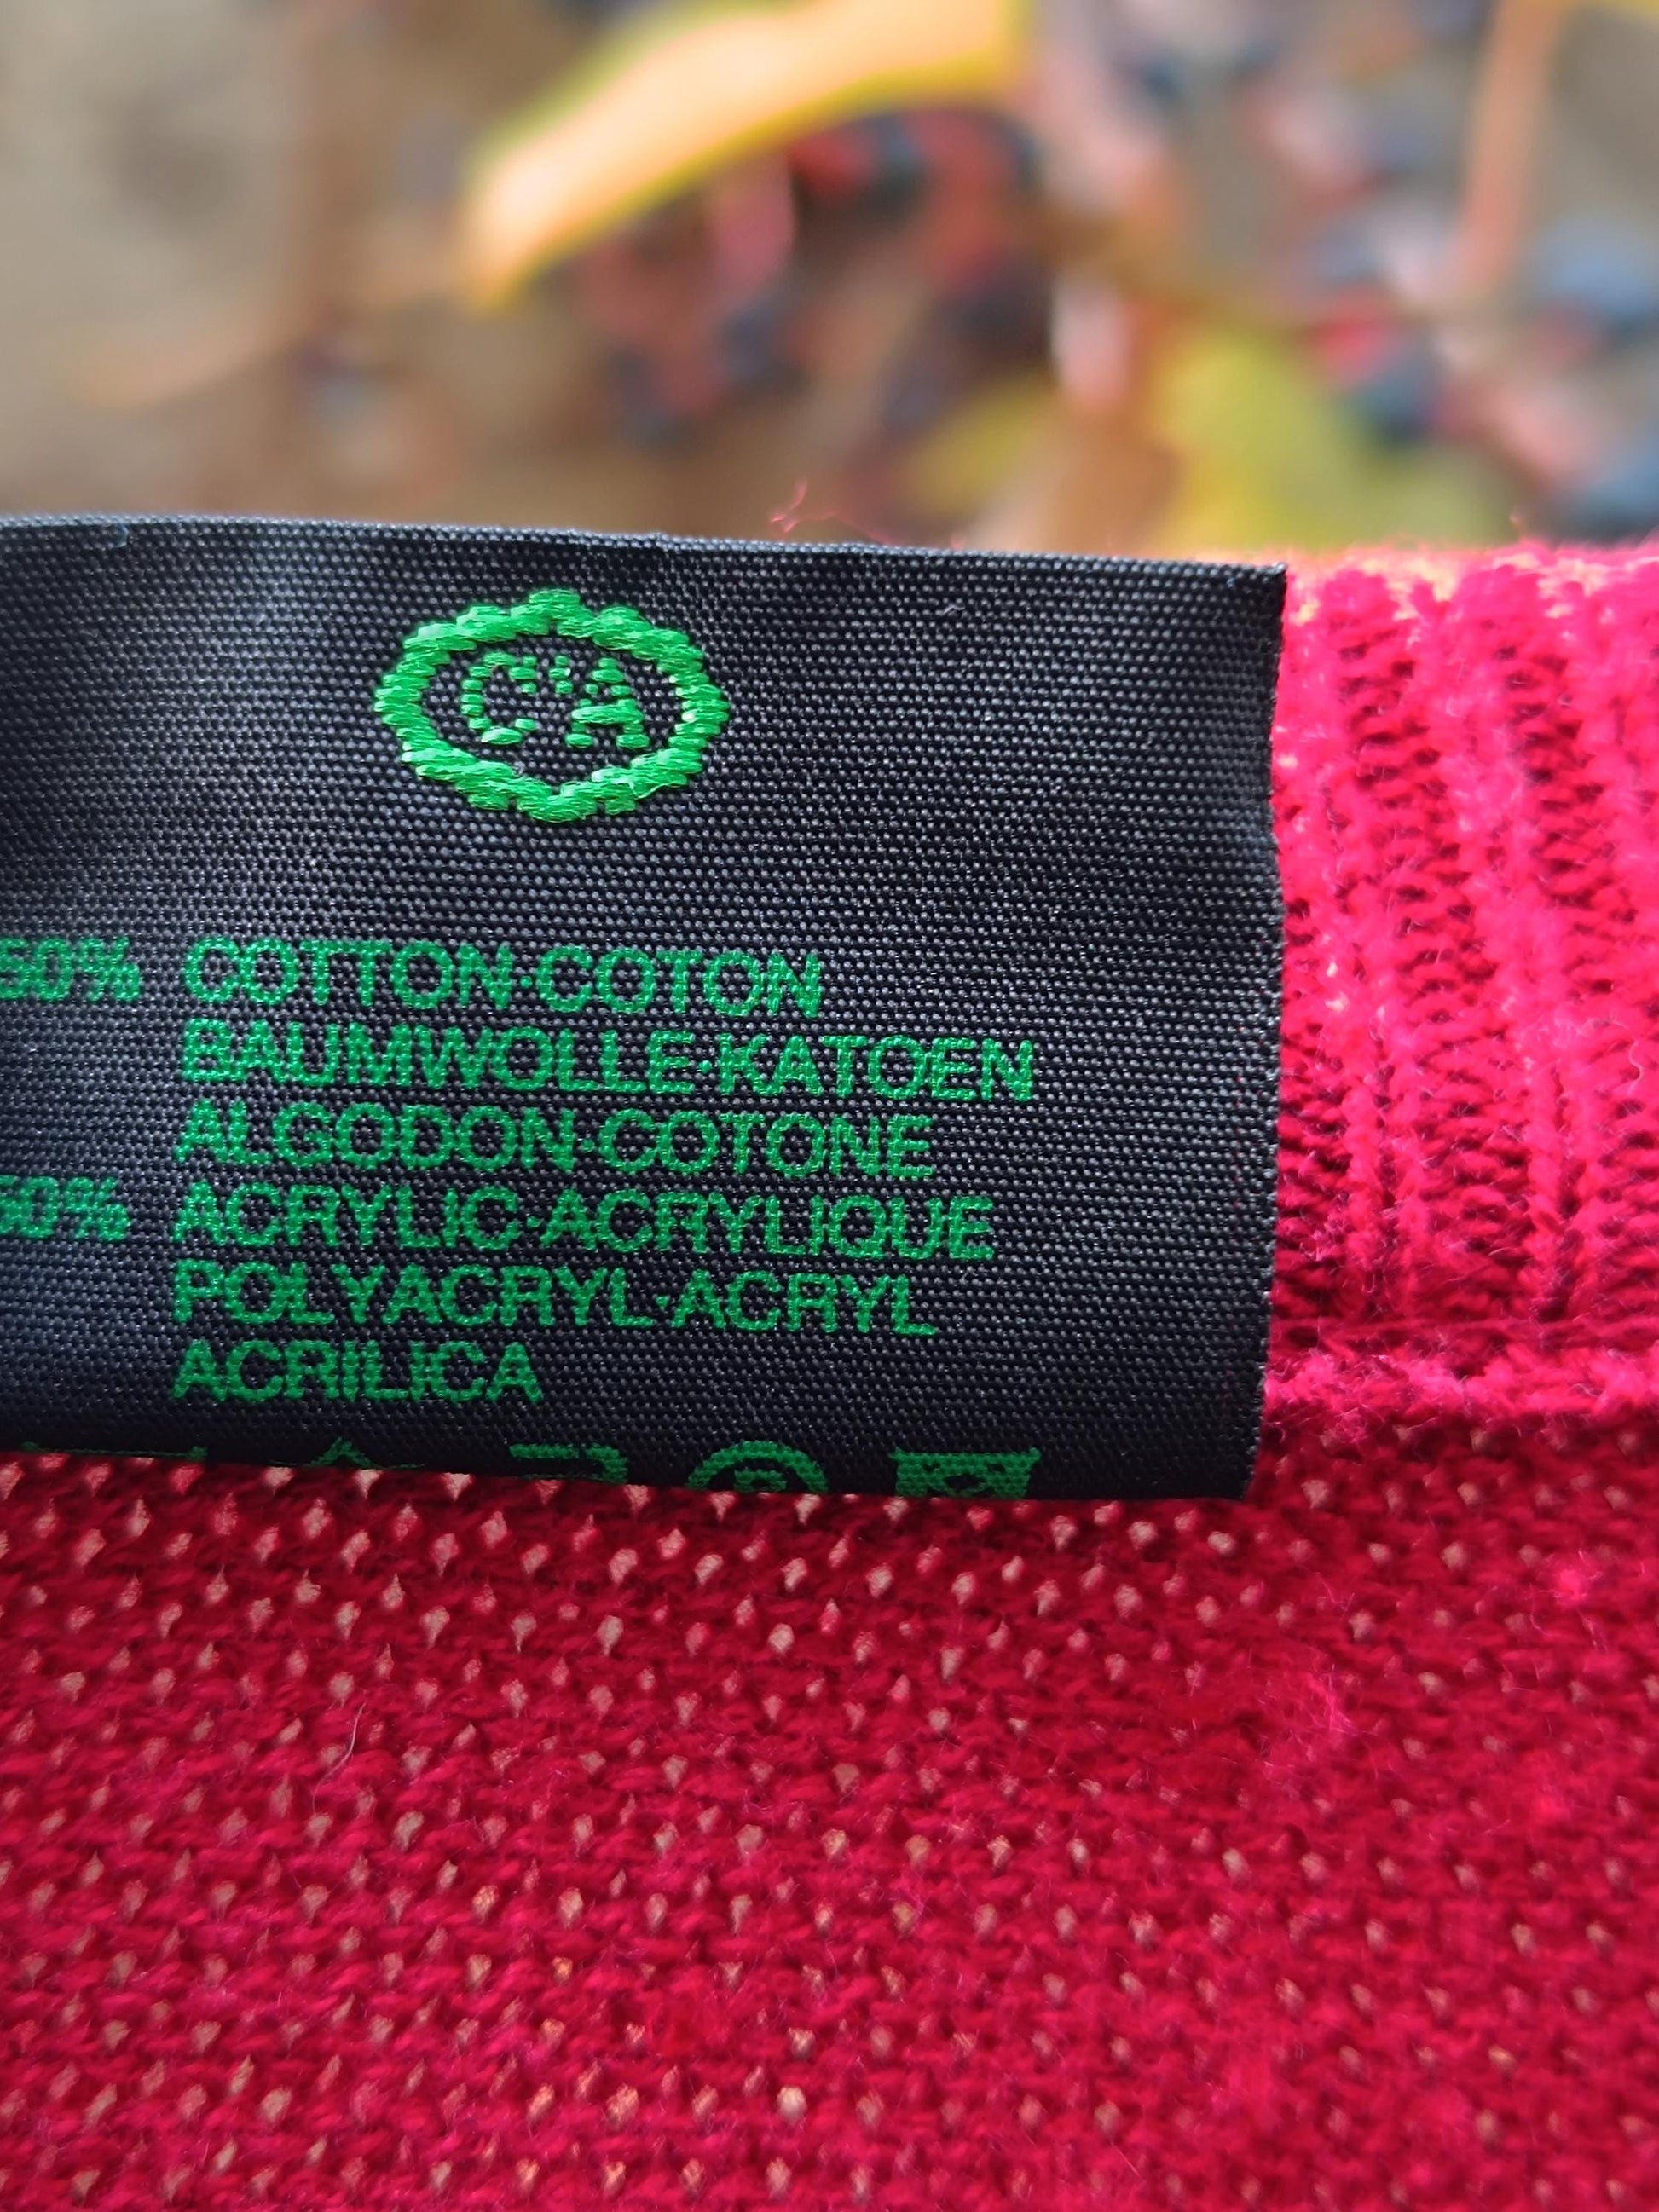 C&A
50% COTTON·COTON
BAUMWOLLE·KATOEN
ALGODON·COTONE
50% ACRYLIC·ACRYLIQUE
POLYACRYL·ACRYL
ACRILICA